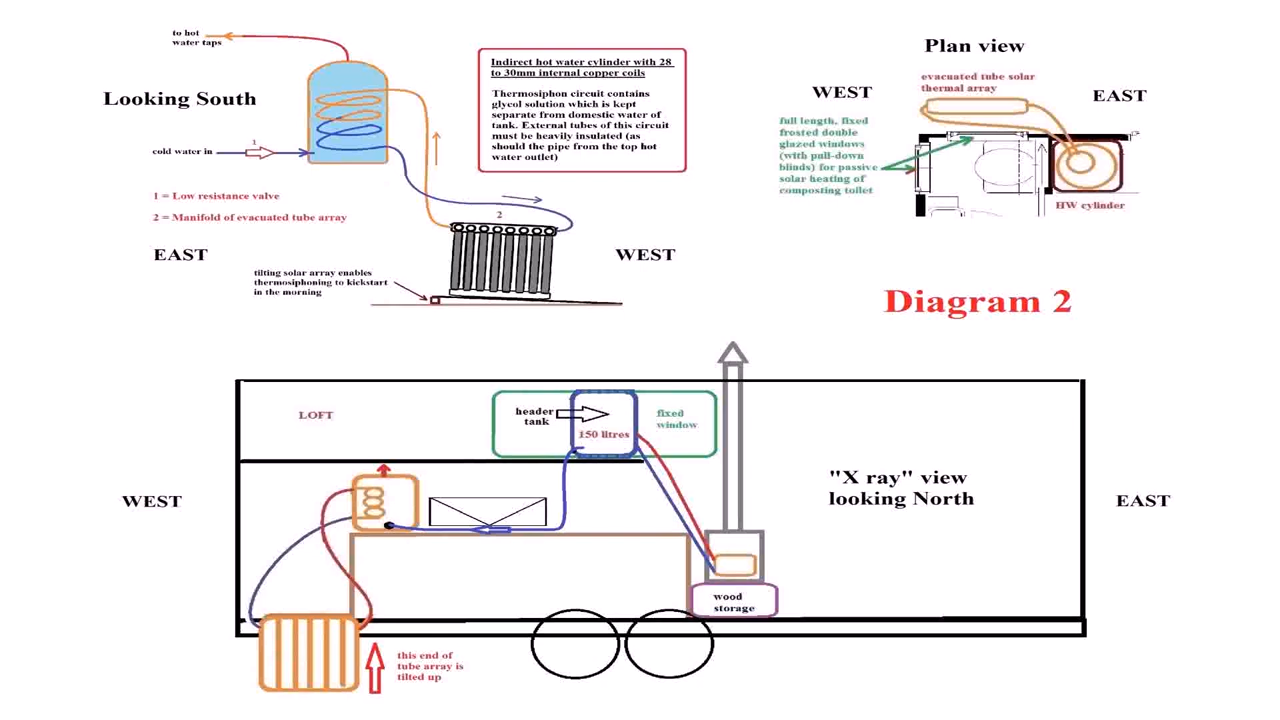 to hot
water taps
Looking South
cold water in
1
1 = Low resistance valve
2 = Manifold of evacuated tube array
EAST
WEST
2
tilting solar array enables
thermosiphoning to kickstart
in the morning
Indirect hot water cylinder with 28
to 30mm internal copper coils
Thermosiphon circuit contains
glycol solution which is kept
separate from domestic water of
tank. External tubes of this circuit
must be heavily insulated (as
should the pipe from the top hot
water outlet)
Plan view
evacuated tube solar
thermal array
WEST
EAST
full length, fixed
frosted double
glazed windows
(with pull-down
blinds) for passive
solar heating of
composting toilet
HW cylinder
Diagram 2
LOFT
header
tank
150 litres
fixed
window
"X ray" view
looking North
WEST
EAST
wood
storage
this end of
tube array is
tilted up